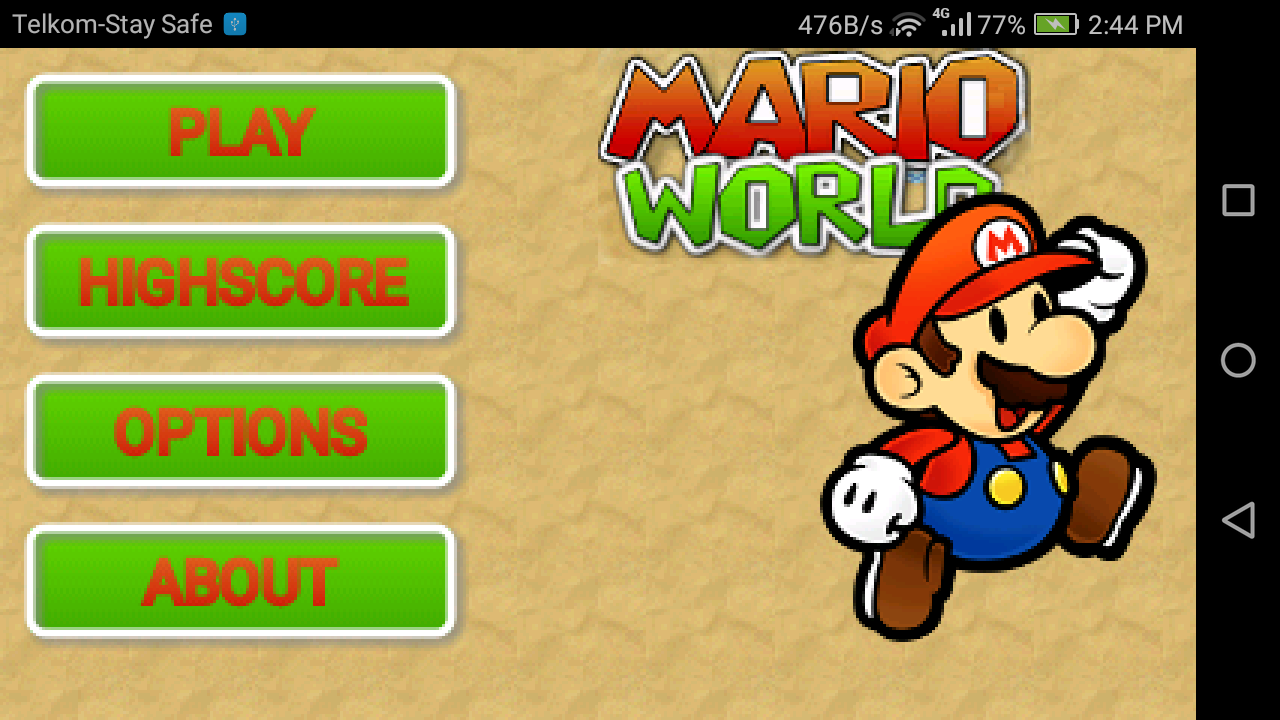 Telkom-Stay Safe 476B/s 4G 77% 2:44 PM
PLAY
HIGHSCORE
OPTIONS
ABOUT
MARIO
WORLD
M